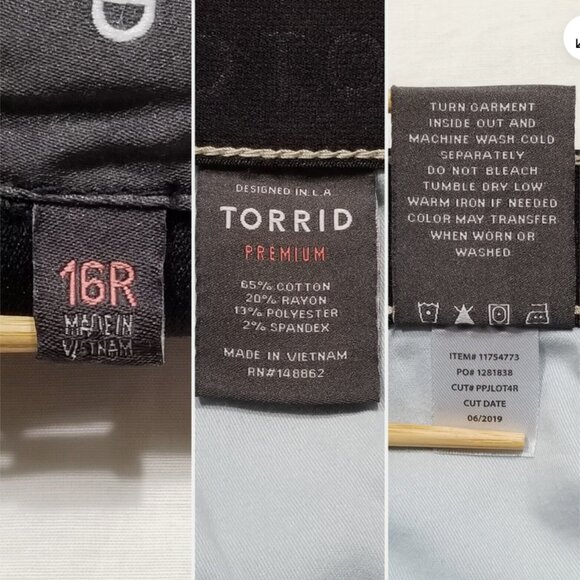 16R
MADE IN
VIETNAM
DESIGNED IN L.A
TORRID
PREMIUM
65% COTTON
20% RAYON
13% POLYESTER
2% SPANDEX
MADE IN VIETNAM
RN#148862
TURN GARMENT
INSIDE OUT AND
MACHINE WASH COLD
SEPARATELY
DO NOT BLEACH
TUMBLE DRY LOW
WARM IRON IF NEEDED
COLOR MAY TRANSFER
WHEN WORN OR
WASHED
ITEM# 11754773
PO# 1281838
CUT# PPJLOT4R
CUT DATE
06/2019